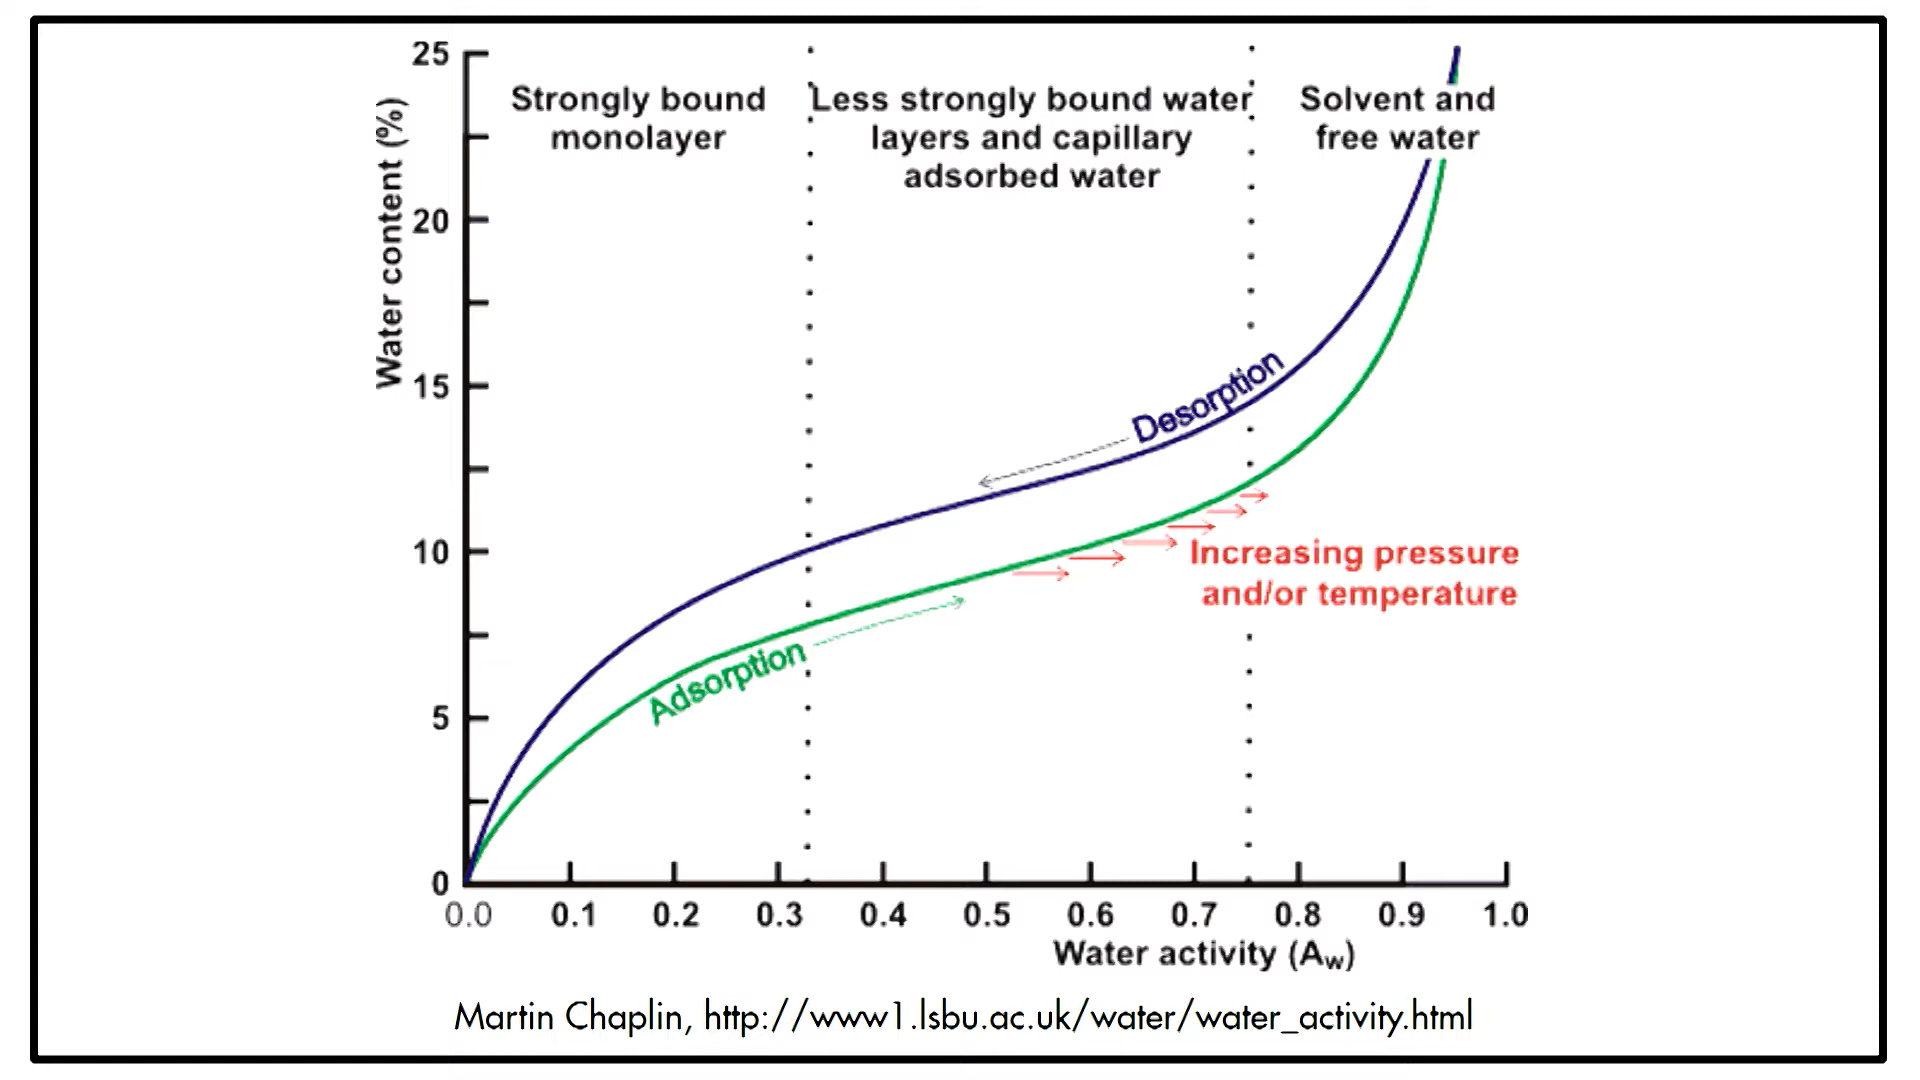 25
20
15
10
5
0
Water content (%)
Strongly bound
monolayer
Less strongly bound water
layers and capillary
adsorbed water
Solvent and
free water
Desorption
Adsorption
Increasing pressure
and/or temperature
0.0 0.1 0.2 0.3 0.4 0.5 0.6 0.7 0.8 0.9 1.0
Water activity (Aw)
Martin Chaplin, http://www1.lsbu.ac.uk/water/water_activity.html